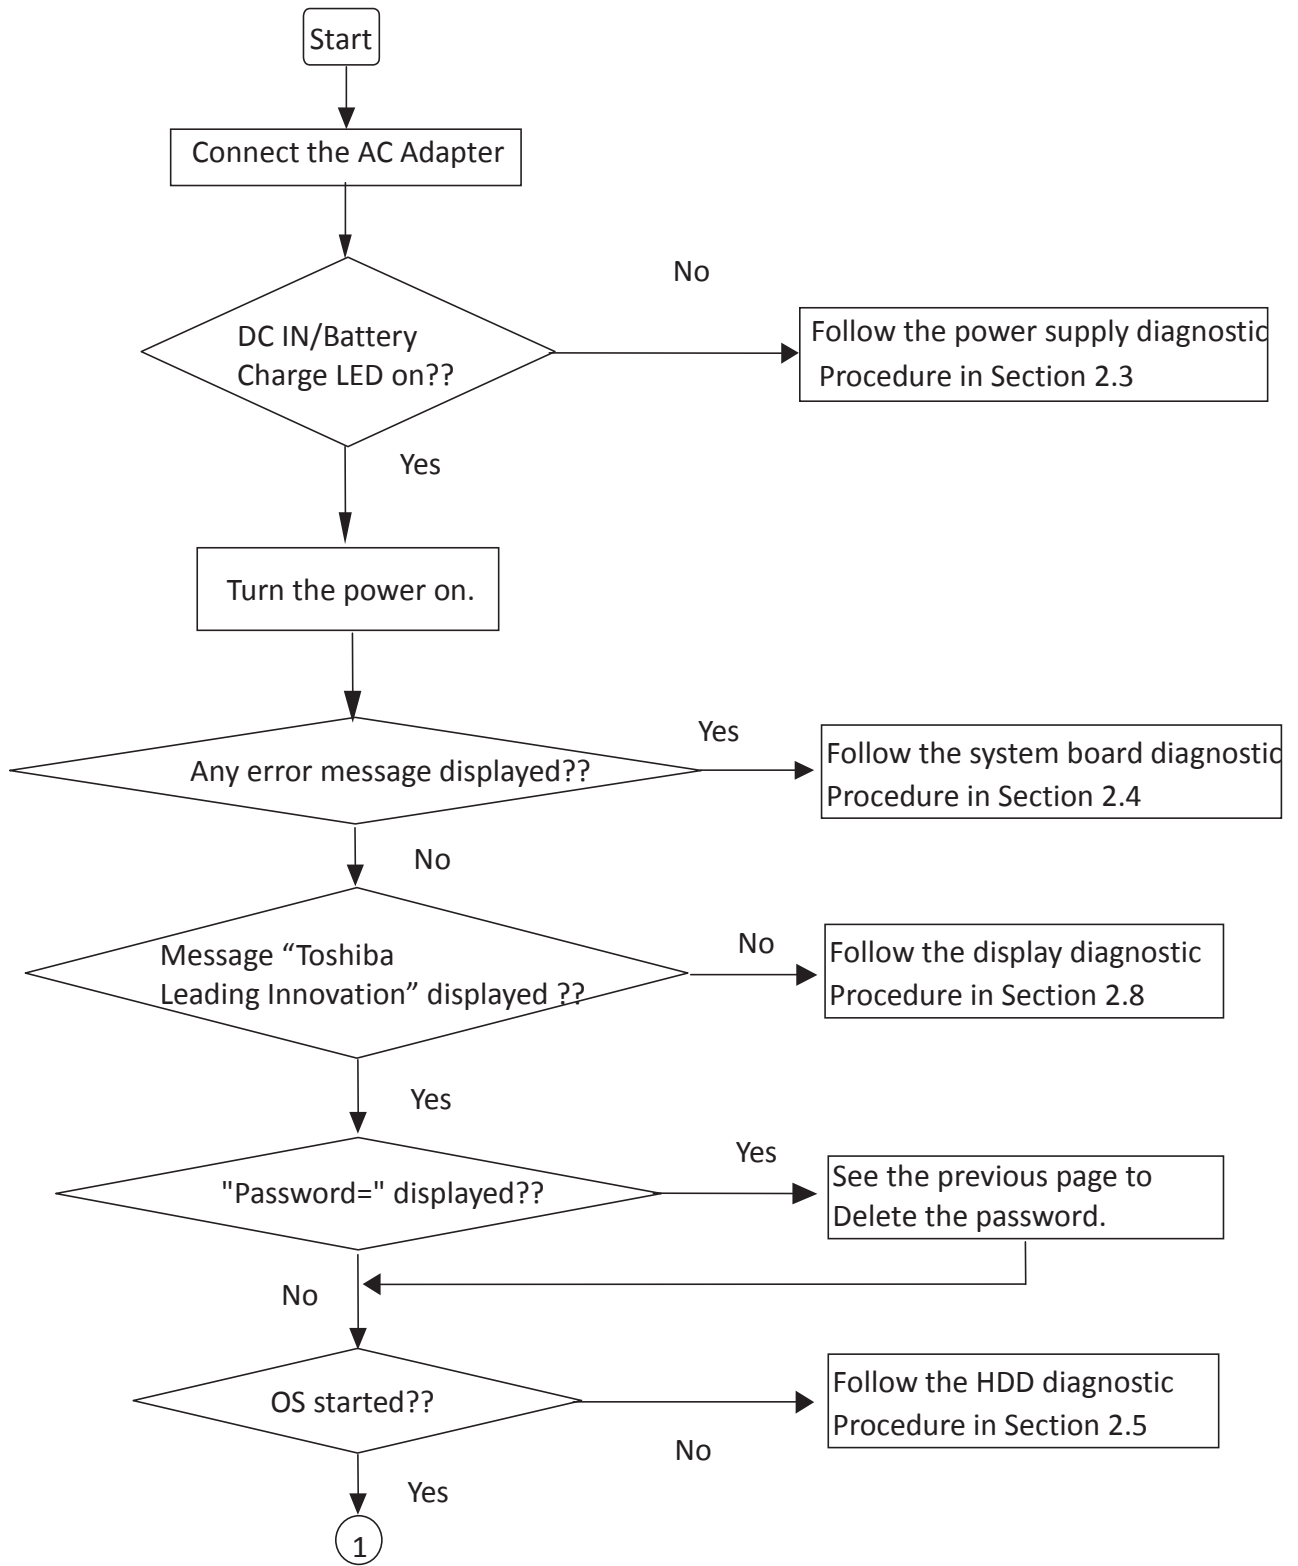 Start
Connect the AC Adapter
No
DC IN/Battery
Charge LED on??
Follow the power supply diagnostic
Procedure in Section 2.3
Yes
Turn the power on.
Yes
Any error message displayed??
Follow the system board diagnostic
Procedure in Section 2.4
No
Message “Toshiba
Leading Innovation” displayed ??
No
Follow the display diagnostic
Procedure in Section 2.8
Yes
"Password=" displayed??
Yes
See the previous page to
Delete the password.
No
OS started??
Follow the HDD diagnostic
Procedure in Section 2.5
No
Yes
1